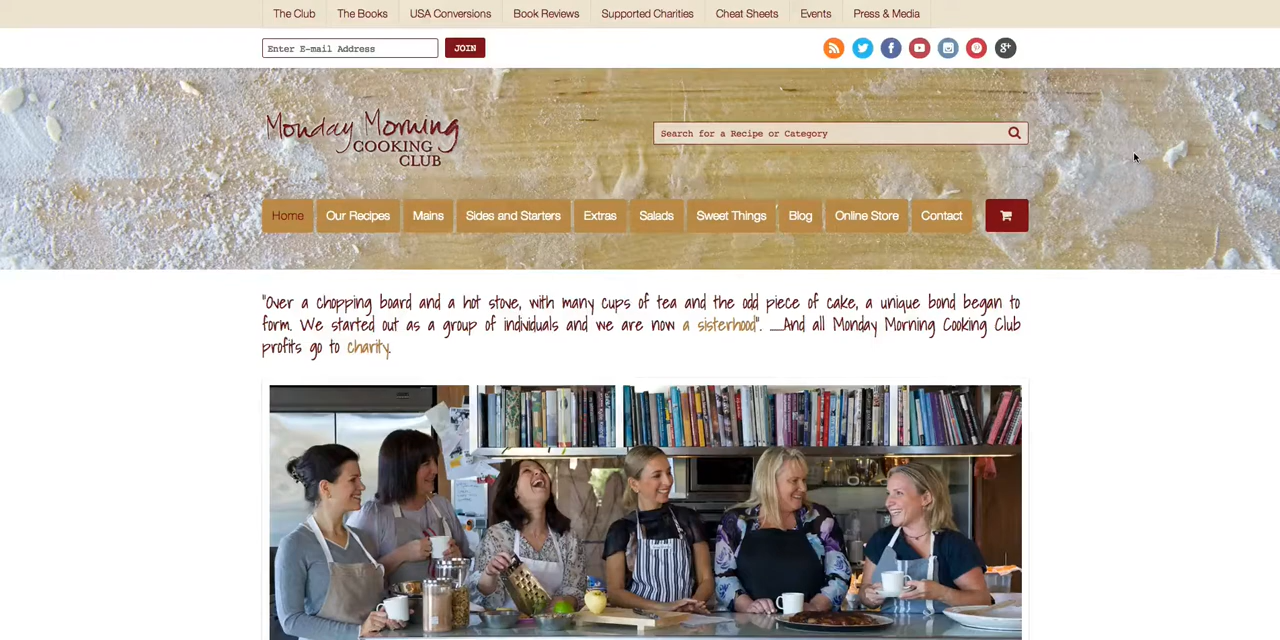 The Club The Books USA Conversions Book Reviews Supported Charities Cheat Sheets Events Press & Media
Enter E-mail Address JOIN
Monday Morning
COOKING
CLUB
Search for a Recipe or Category
Home Our Recipes Mains Sides and Starters Extras Salads Sweet Things Blog Online Store Contact
"Over a chopping board and a hot stove, with many cups of tea and the odd piece of cake, a unique bond began to
form. We started out as a group of individuals and we are now a sisterhood". .....And all Monday Morning Cooking Club
profits go to charity.